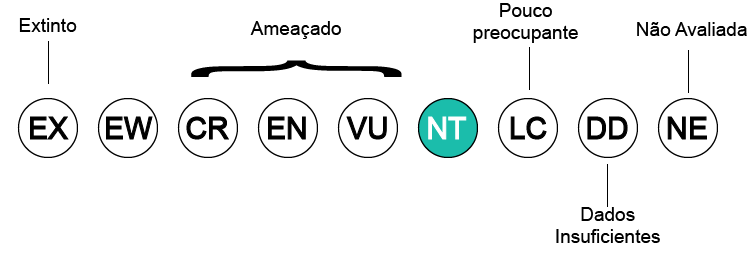 Extinto
Ameaçado
Pouco
preocupante
Não Avaliada
EX EW CR EN VU NT LC DD NE
Dados
Insuficientes